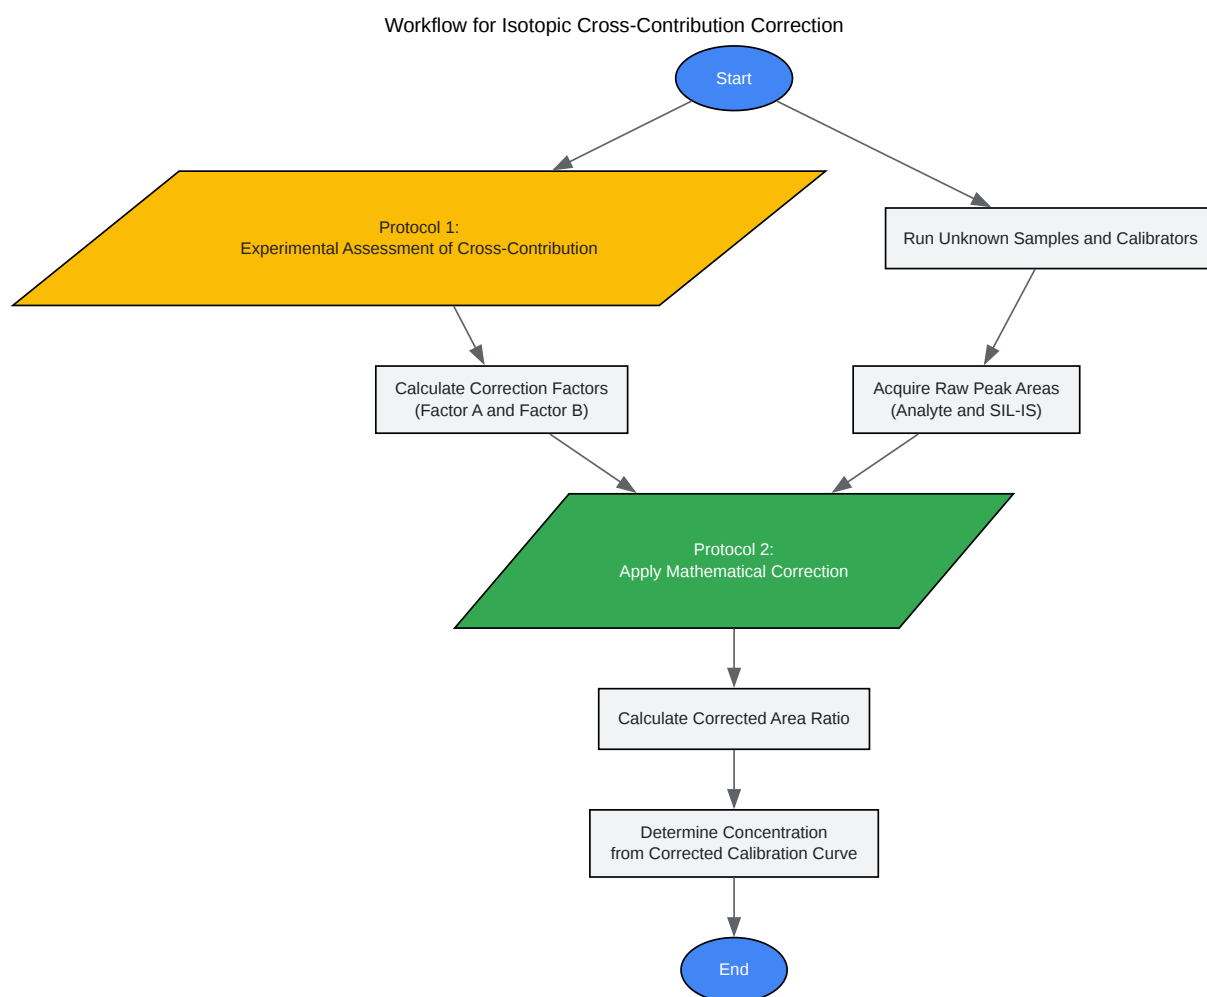 Workflow for Isotopic Cross-Contribution Correction
Start
Protocol 1:
Experimental Assessment of Cross-Contribution
Run Unknown Samples and Calibrators
Calculate Correction Factors
(Factor A and Factor B)
Acquire Raw Peak Areas
(Analyte and SIL-IS)
Protocol 2:
Apply Mathematical Correction
Calculate Corrected Area Ratio
Determine Concentration
from Corrected Calibration Curve
End